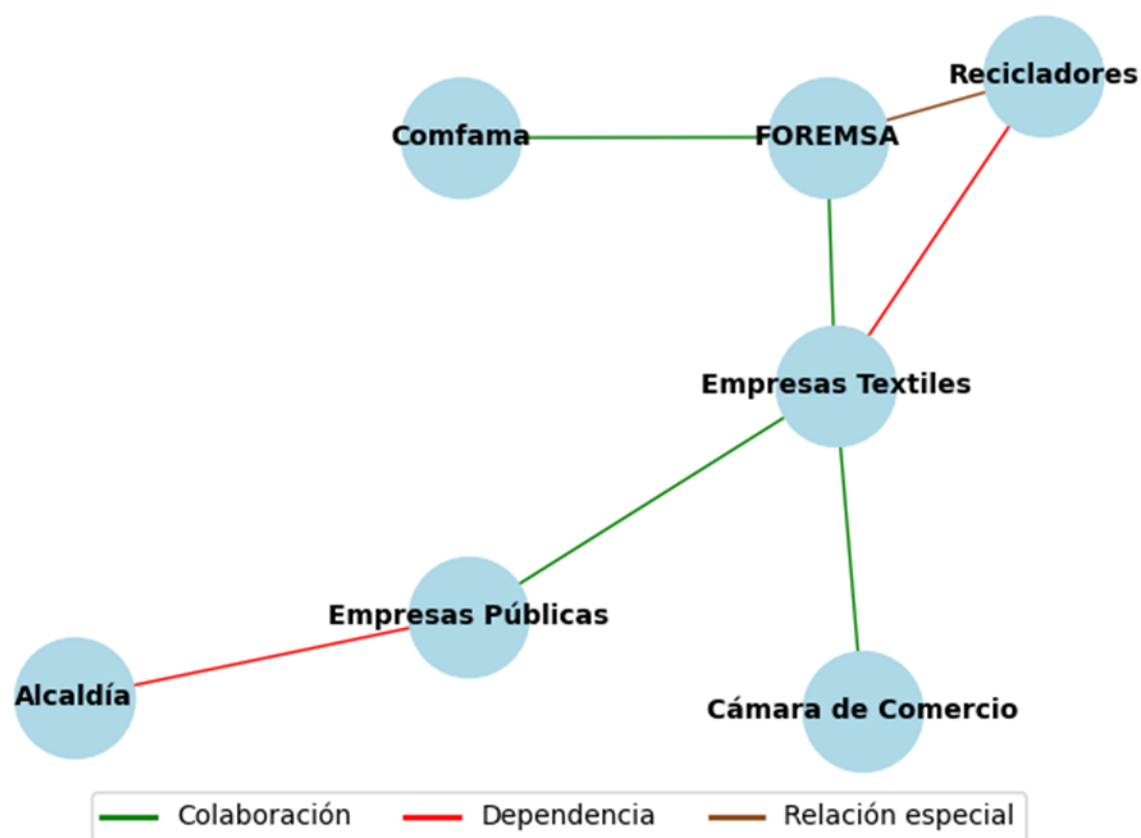 Recicladores
Comfama
FOREMSA
Empresas Textiles
Empresas Públicas
Alcaldía
Cámara de Comercio
Colaboración
Dependencia
Relación especial